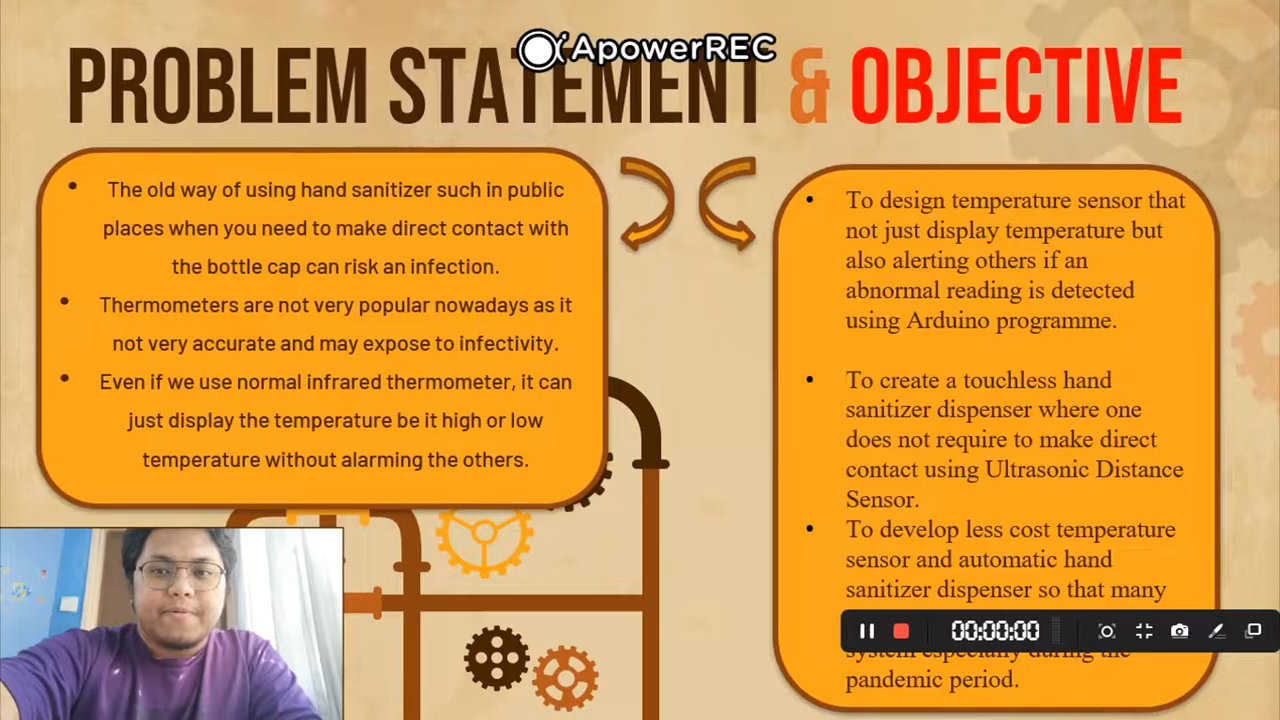 ApowerREC
PROBLEM STATEMENT & OBJECTIVE
• The old way of using hand sanitizer such in public
places when you need to make direct contact with
the bottle cap can risk an infection.
• Thermometers are not very popular nowadays as it
not very accurate and may expose to infectivity.
• Even if we use normal infrared thermometer, it can
just display the temperature be it high or low
temperature without alarming the others.
• To design temperature sensor that
not just display temperature but
also alerting others if an
abnormal reading is detected
using Arduino programme.
• To create a touchless hand
sanitizer dispenser where one
does not require to make direct
contact using Ultrasonic Distance
Sensor.
• To develop less cost temperature
sensor and automatic hand
sanitizer dispenser so that many
00:00:00
system especially during the
pandemic period.